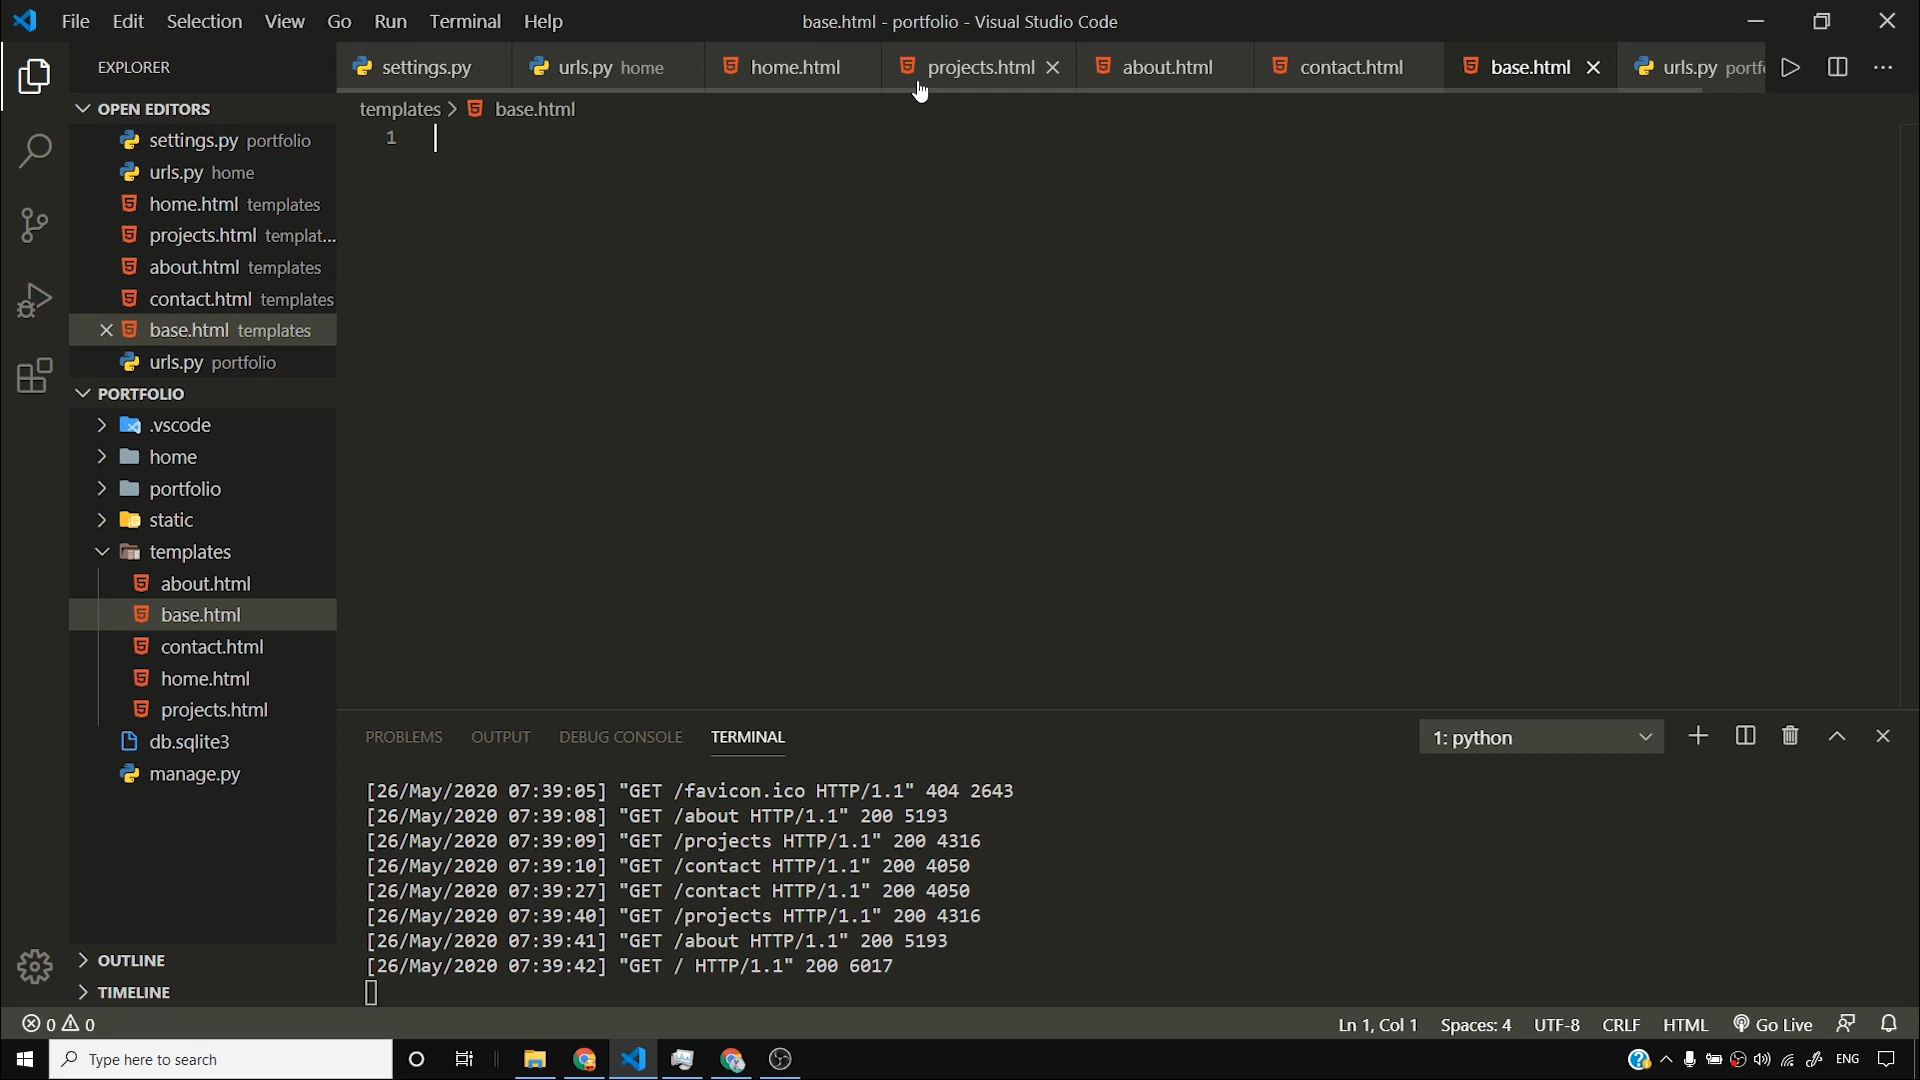 File Edit Selection View Go Run Terminal Help
base.html - portfolio - Visual Studio Code
EXPLORER
settings.py
urls.py home
home.html
projects.html
about.html
contact.html
base.html
urls.py portf
OPEN EDITORS
templates > base.html
1
settings.py portfolio
urls.py home
home.html templates
projects.html templat...
about.html templates
contact.html templates
base.html templates
urls.py portfolio
PORTFOLIO
.vscode
home
portfolio
static
templates
about.html
base.html
contact.html
home.html
projects.html
db.sqlite3
manage.py
OUTLINE
TIMELINE
PROBLEMS OUTPUT DEBUG CONSOLE TERMINAL
1: python
[26/May/2020 07:39:05] "GET /favicon.ico HTTP/1.1" 404 2643
[26/May/2020 07:39:08] "GET /about HTTP/1.1" 200 5193
[26/May/2020 07:39:09] "GET /projects HTTP/1.1" 200 4316
[26/May/2020 07:39:10] "GET /contact HTTP/1.1" 200 4050
[26/May/2020 07:39:27] "GET /contact HTTP/1.1" 200 4050
[26/May/2020 07:39:40] "GET /projects HTTP/1.1" 200 4316
[26/May/2020 07:39:41] "GET /about HTTP/1.1" 200 5193
[26/May/2020 07:39:42] "GET / HTTP/1.1" 200 6017
0 0
Ln 1, Col 1 Spaces: 4 UTF-8 CRLF HTML Go Live
Type here to search
ENG